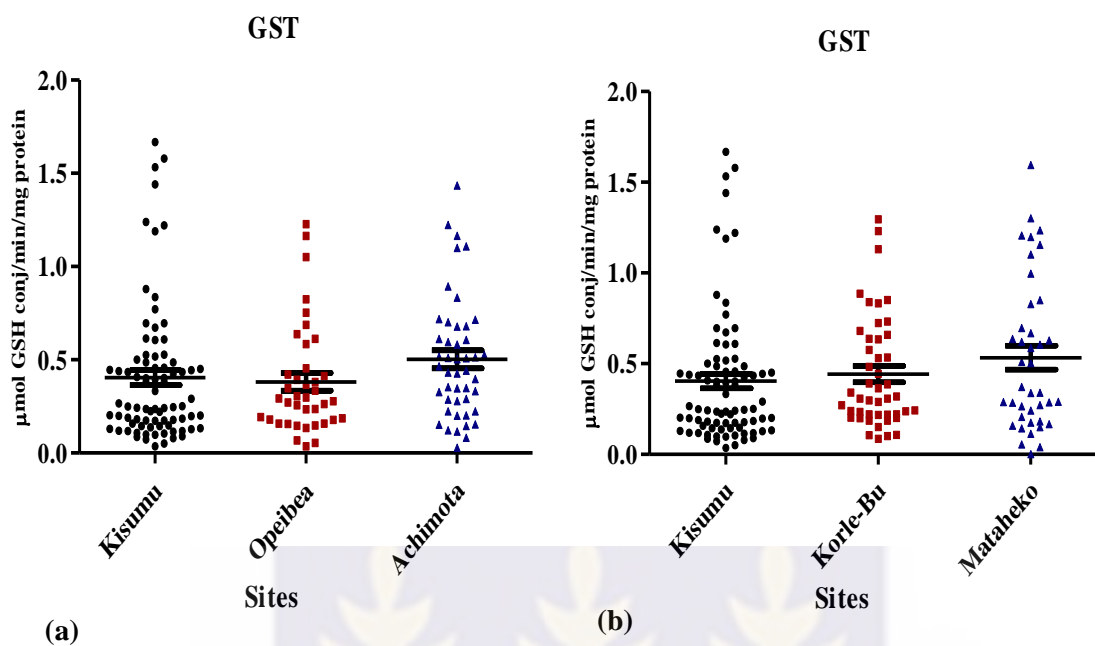 GST
µmol GSH conj/min/mg protein
2.0
1.5
1.0
0.5
0.0
Kisumu
Opeibea
Achimota
Sites
(a)
GST
µmol GSH conj/min/mg protein
2.0
1.5
1.0
0.5
0.0
Kisumu
Korle-Bu
Mataheko
Sites
(b)